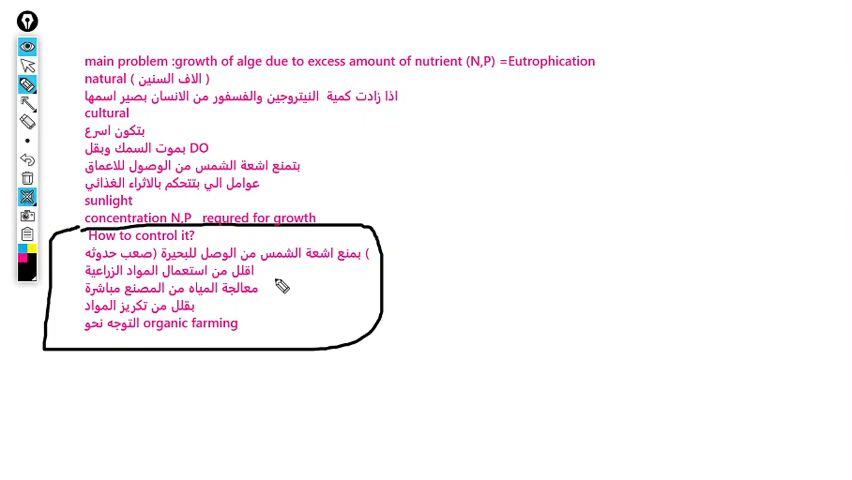 main problem :growth of alge due to excess amount of nutrient (N,P) =Eutrophication
natural ( الاف السنين )
اذا زادت كمية النيتروجين والفسفور من الانسان بصير اسمها
cultural
بتكون اسرع
بموت السمك وبقل DO
بتمنع اشعة الشمس من الوصول للاعماق
عوامل الي بتتحكم بالاثراء الغذائي
sunlight
concentration N,P requred for growth
How to control it?
بمنع اشعة الشمس من الوصل للبحيرة (صعب حدوثه )
اقلل من استعمال المواد الزراعية
معالجة المياه من المصنع مباشرة
بقلل من تكريز المواد
التوجه نحو organic farming